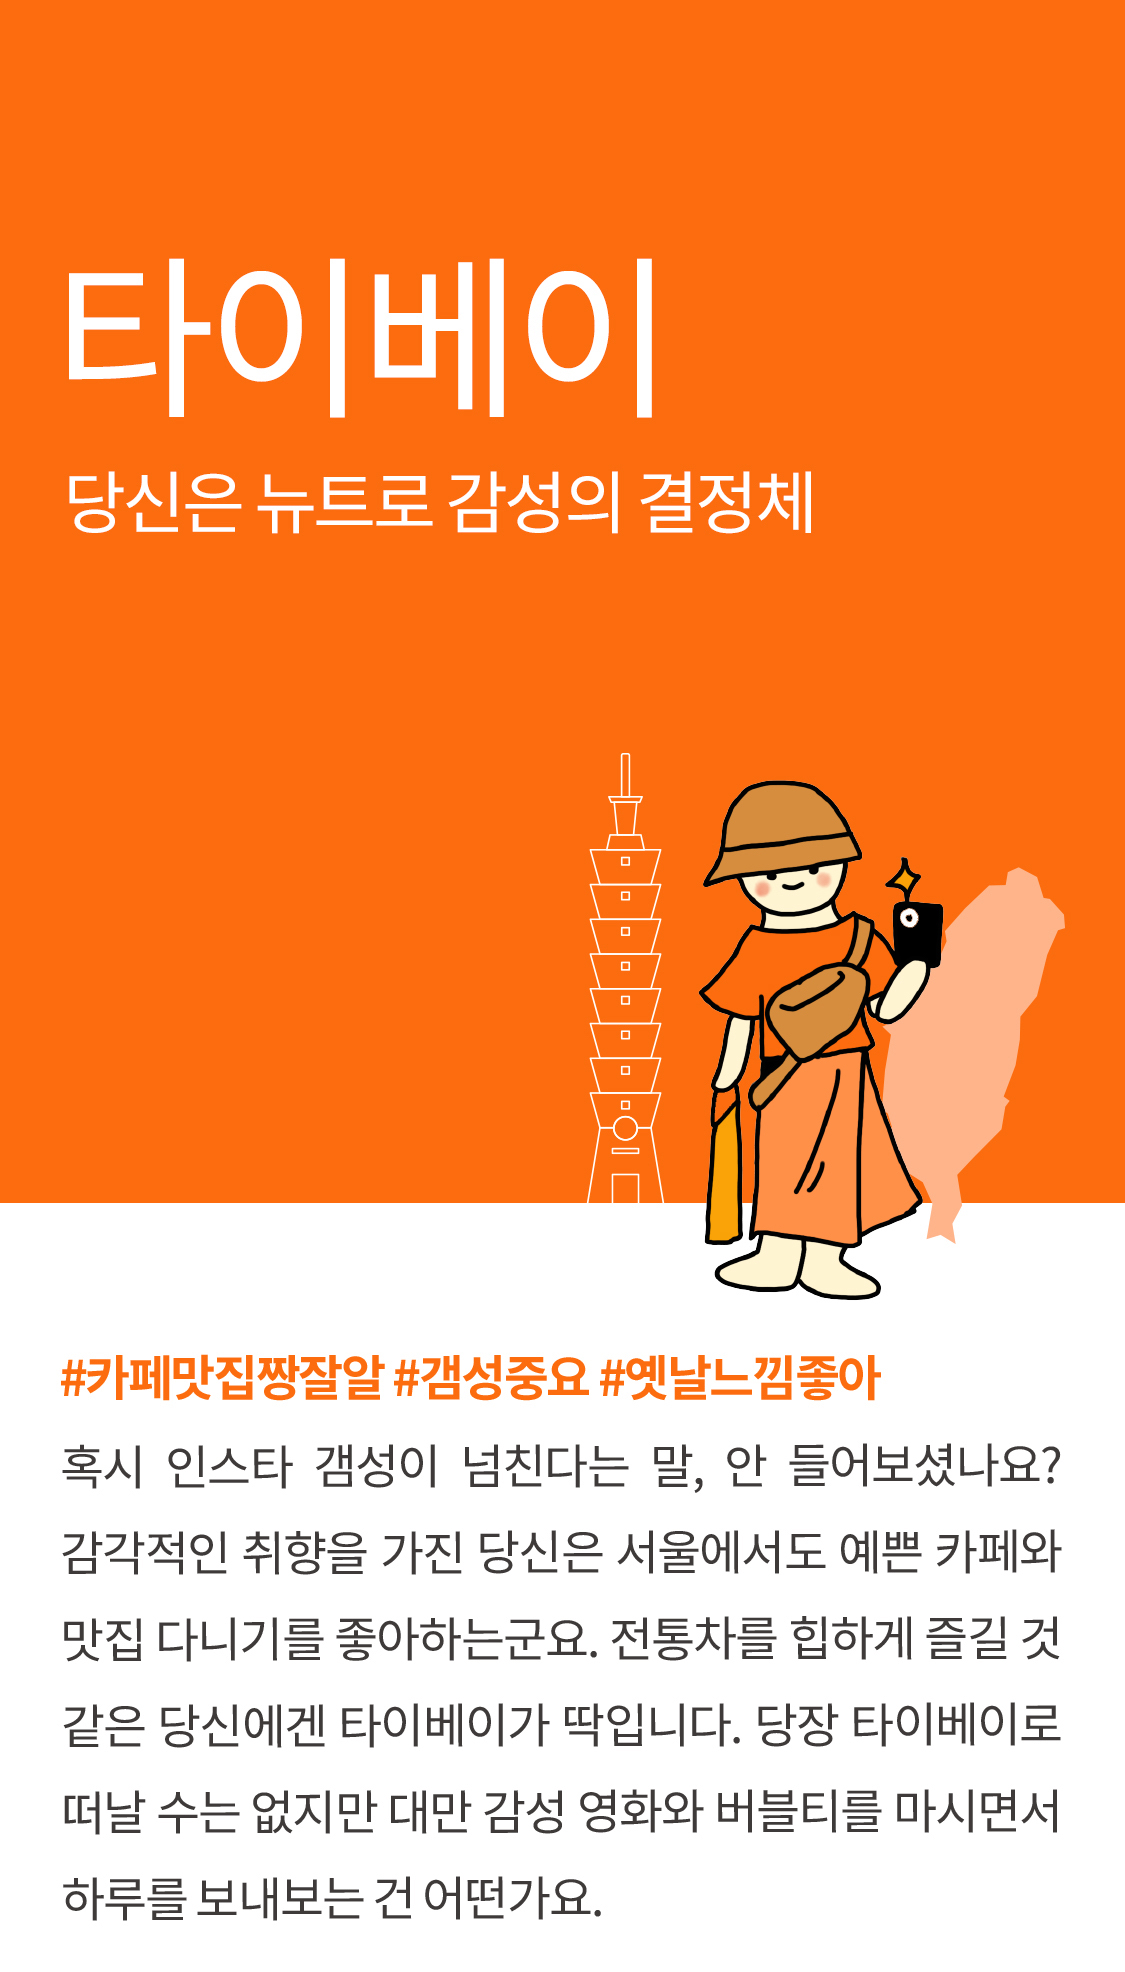 타이베이
당신은 뉴트로 감성의 결정체
#카페맛집짱잘알 #갬성중요 #옛날느낌좋아
혹시 인스타 갬성이 넘친다는 말, 안 들어보셨나요?
감각적인 취향을 가진 당신은 서울에서도 예쁜 카페와
맛집 다니기를 좋아하는군요. 전통차를 힙하게 즐길 것
같은 당신에겐 타이베이가 딱입니다. 당장 타이베이로
떠날 수는 없지만 대만 감성 영화와 버블티를 마시면서
하루를 보내보는 건 어떤가요.